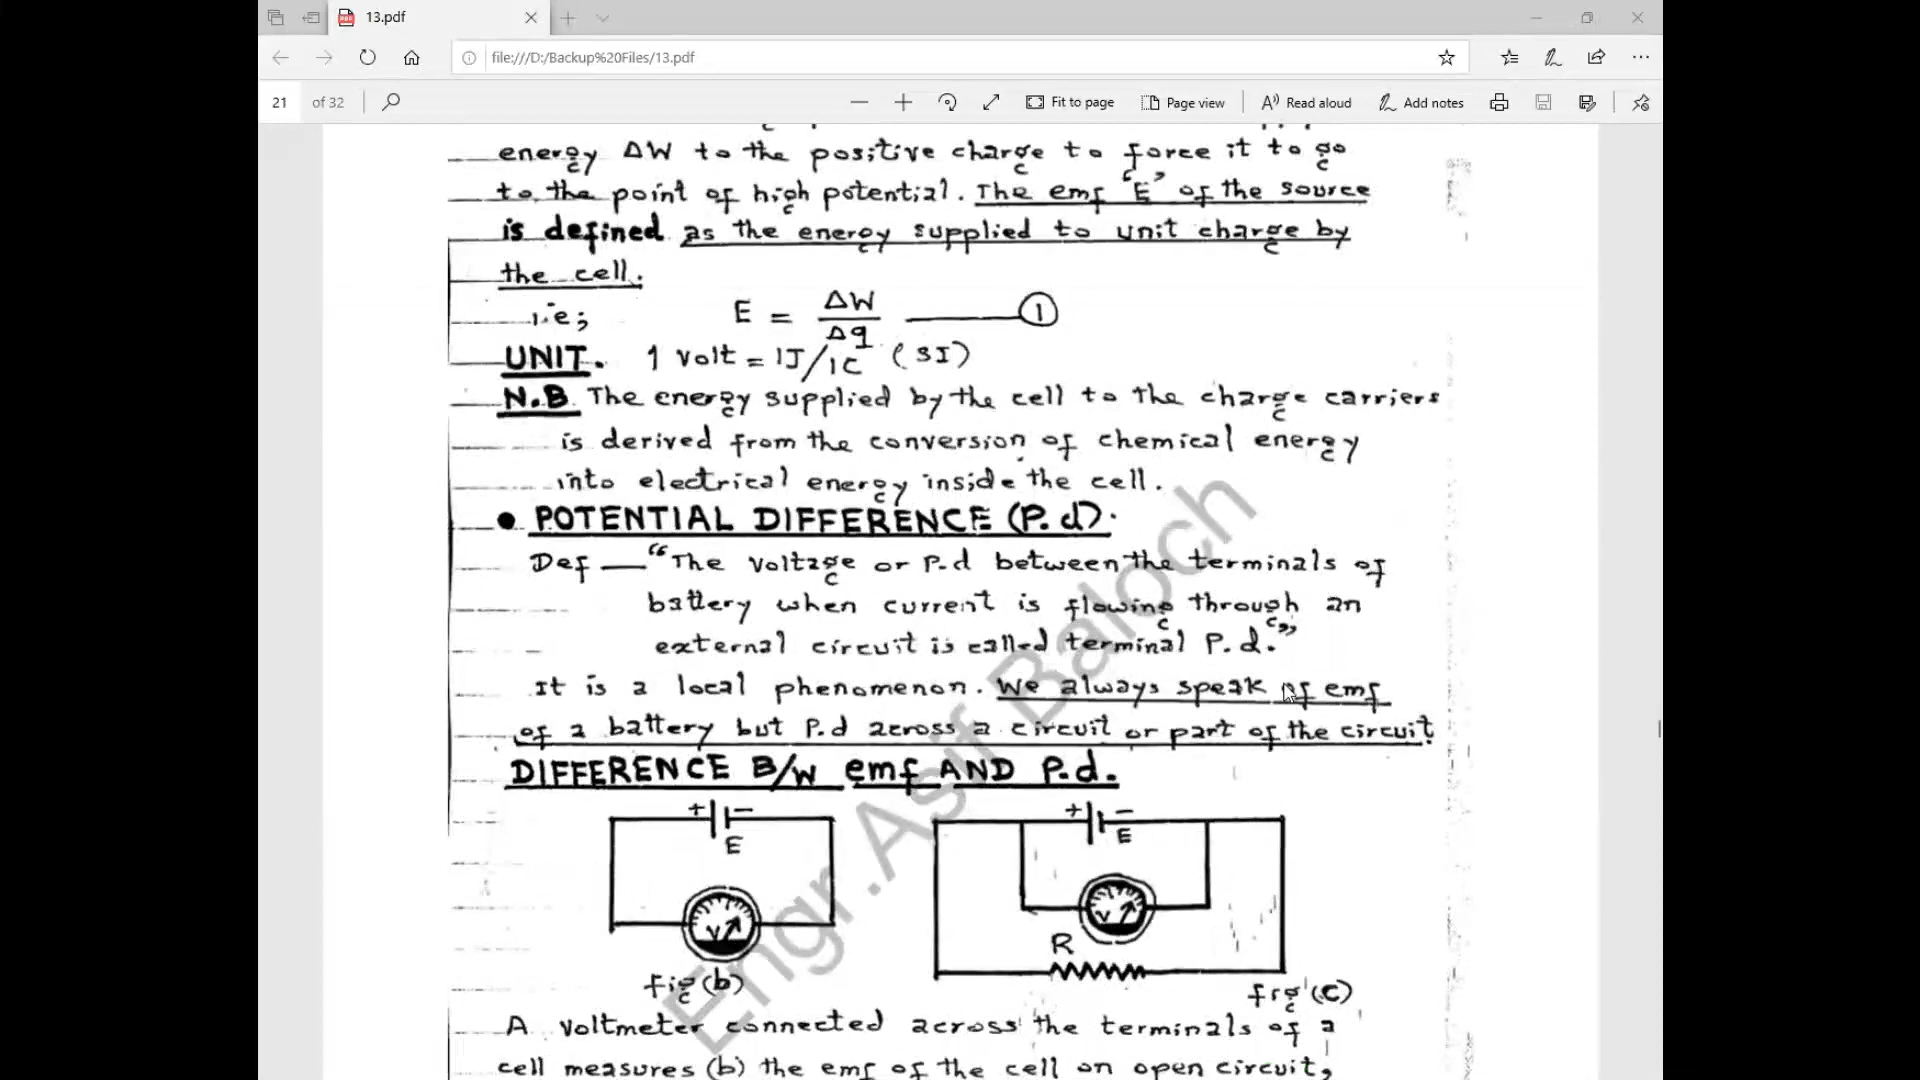 13.pdf
file:///D:/Backup%20Files/13.pdf
21 of 32 Fit to page Page view Read aloud Add notes
energy ΔW to the positive charge to force it to go
to the point of high potential. The emf "E" of the source
is defined as the energy supplied to unit charge by
the cell.
i.e; E = ΔW/Δq ——— 1
UNIT. 1 volt = 1J/1C (SI)
N.B The energy supplied by the cell to the charge carriers
is derived from the conversion of chemical energy
into electrical energy inside the cell.
• POTENTIAL DIFFERENCE (P.d).
Def — "The voltage or P.d between the terminals of
battery when current is flowing through an
external circuit is called terminal P.d."
It is a local phenomenon. We always speak of emf
of a battery but P.d across a circuit or part of the circuit
DIFFERENCE B/w emf AND P.d.
+ − + −
E E
V V
R
fig (b) fig (c)
A voltmeter connected across the terminals of a
cell measures (b) the emf of the cell on open circuit,
Engr.Asif Baloch